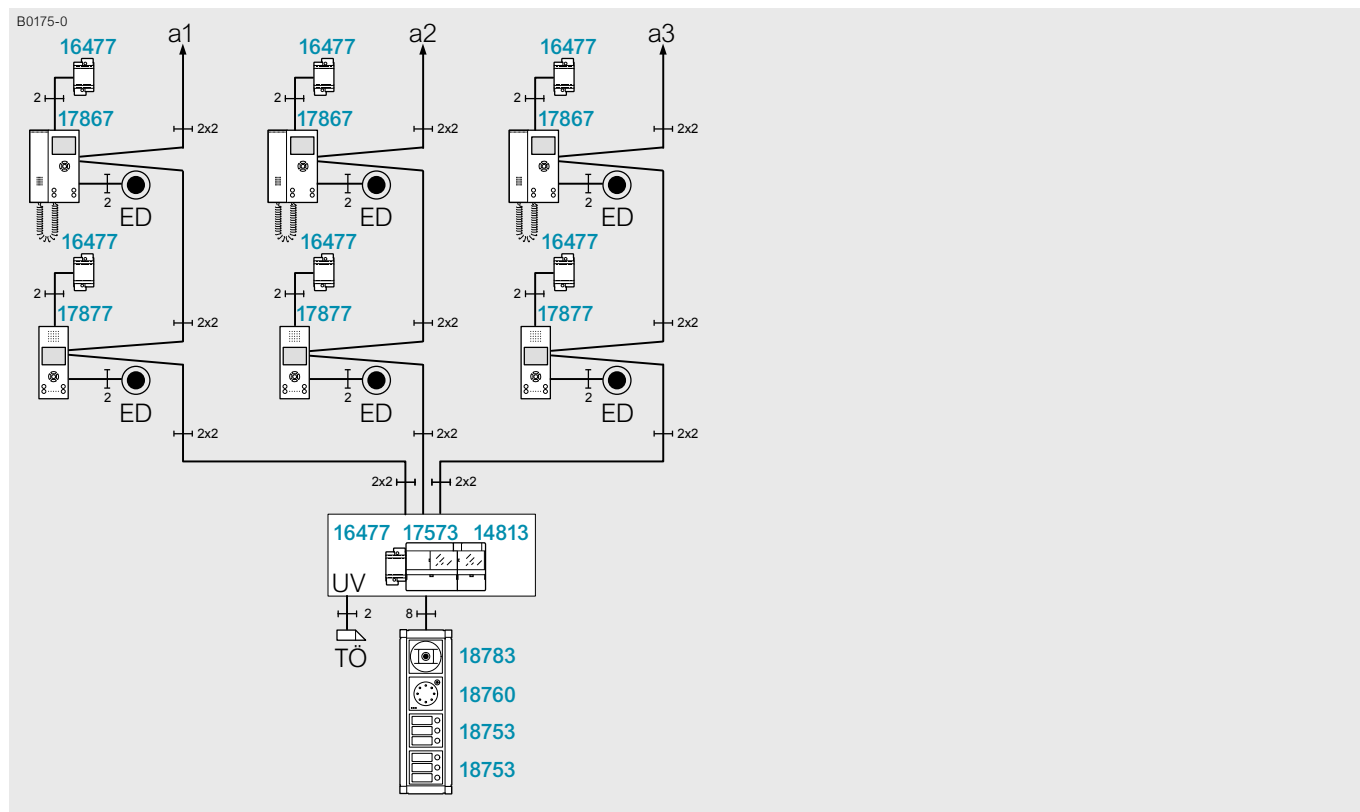 B0175-0
a1 a2 a3
16477 16477 16477
2 2 2
17867 17867 17867
2x2 2x2 2x2
2 2 2
ED ED ED
16477 16477 16477
2 2 2
17877 17877 17877
2x2 2x2 2x2
2 2 2
ED ED ED
2x2 2x2 2x2
2x2 2x2
16477 17573 14813
UV
2 8
TÖ
18783
18760
18753
18753